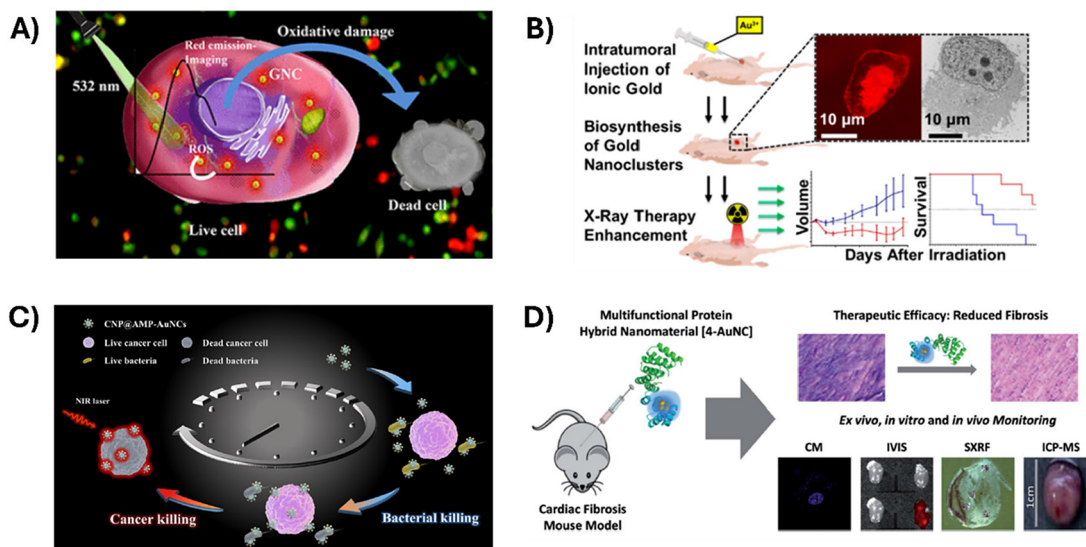 A)
Red emission-
Imaging
GNC
Oxidative damage
532 nm
ROS
Dead cell
Live cell
B)
Au³⁺
Intratumoral
Injection of
Ionic Gold
10 µm
10 µm
Biosynthesis
of Gold
Nanoclusters
X-Ray Therapy
Enhancement
Volume
Survival
Days After Irradiation
C)
CNP@AMP-AuNCs
Live cancer cell
Dead cancer cell
Live bacteria
Dead bacteria
NIR laser
Cancer killing
Bacterial killing
D)
Multifunctional Protein
Hybrid Nanomaterial [4-AuNC]
Cardiac Fibrosis
Mouse Model
Therapeutic Efficacy: Reduced Fibrosis
Ex vivo, in vitro and in vivo Monitoring
CM
IVIS
SXRF
ICP-MS
1cm